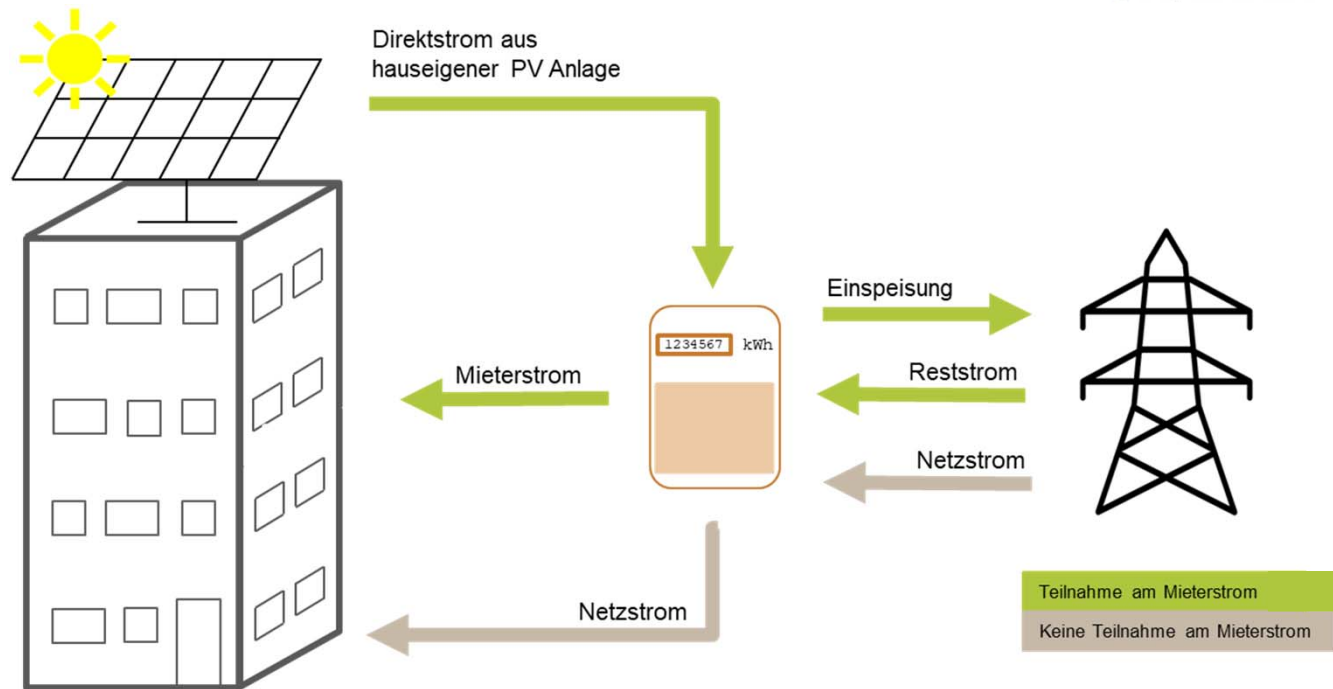 Direktstrom aus
hauseigener PV Anlage
Einspeisung
1234567 kWh
Mieterstrom
Reststrom
Netzstrom
Netzstrom
Teilnahme am Mieterstrom
Keine Teilnahme am Mieterstrom